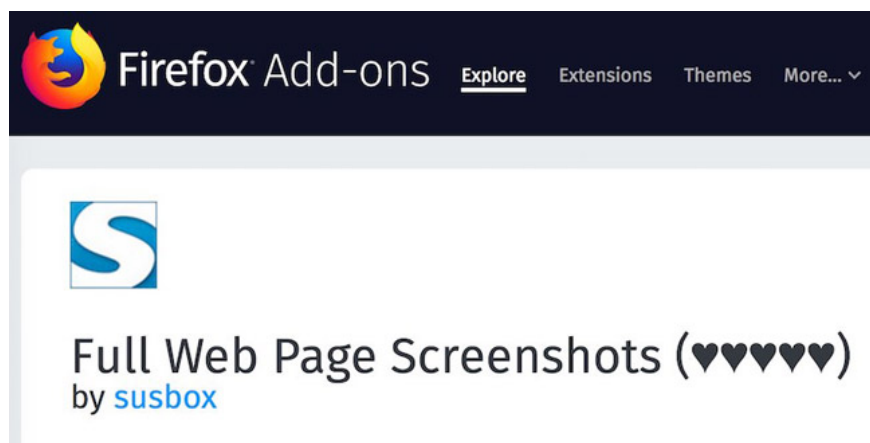 Firefox Add-ons Explore Extensions Themes More...
S
Full Web Page Screenshots (♥♥♥♥♥)
by susbox